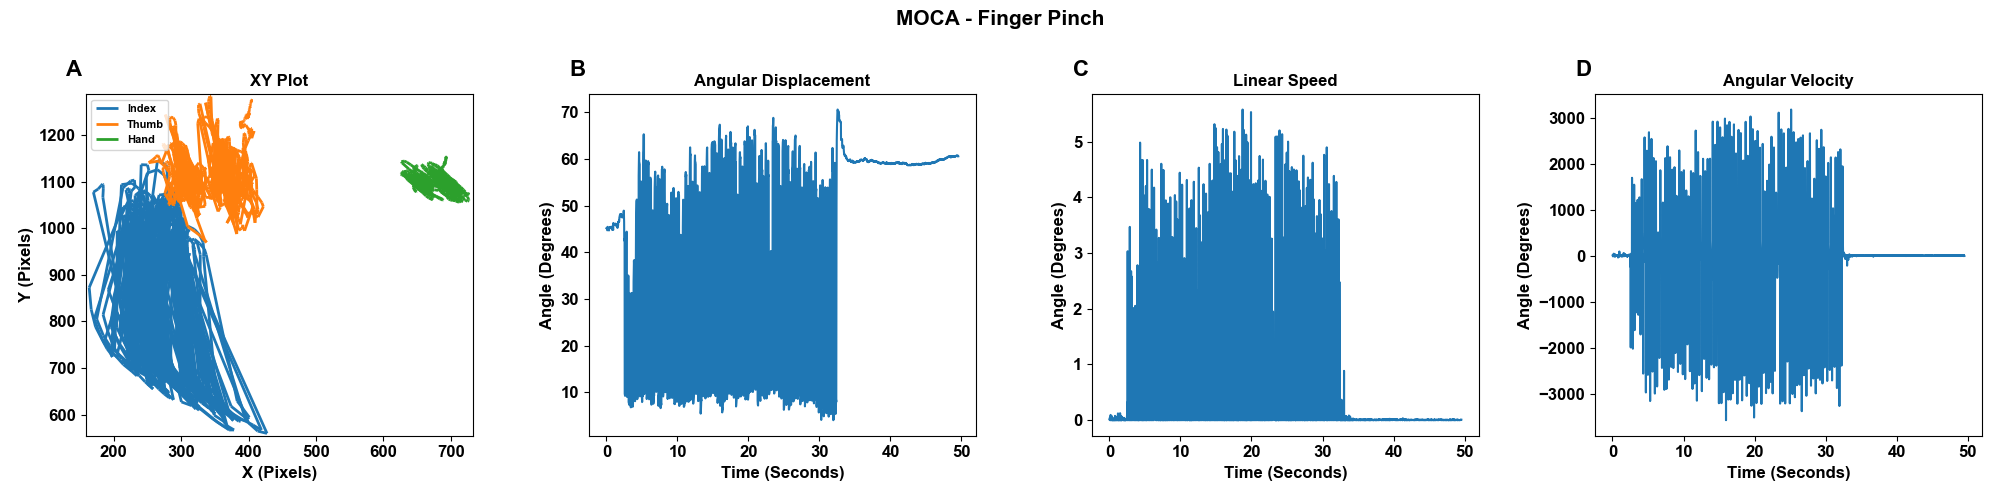 MOCA - Finger Pinch
A
XY Plot
Index
Thumb
Hand
1200
1100
1000
900
800
700
600
Y (Pixels)
200 300 400 500 600 700
X (Pixels)
B
Angular Displacement
70
60
50
40
30
20
10
Angle (Degrees)
0 10 20 30 40 50
Time (Seconds)
C
Linear Speed
5
4
3
2
1
0
Angle (Degrees)
0 10 20 30 40 50
Time (Seconds)
D
Angular Velocity
3000
2000
1000
0
−1000
−2000
−3000
Angle (Degrees)
0 10 20 30 40 50
Time (Seconds)